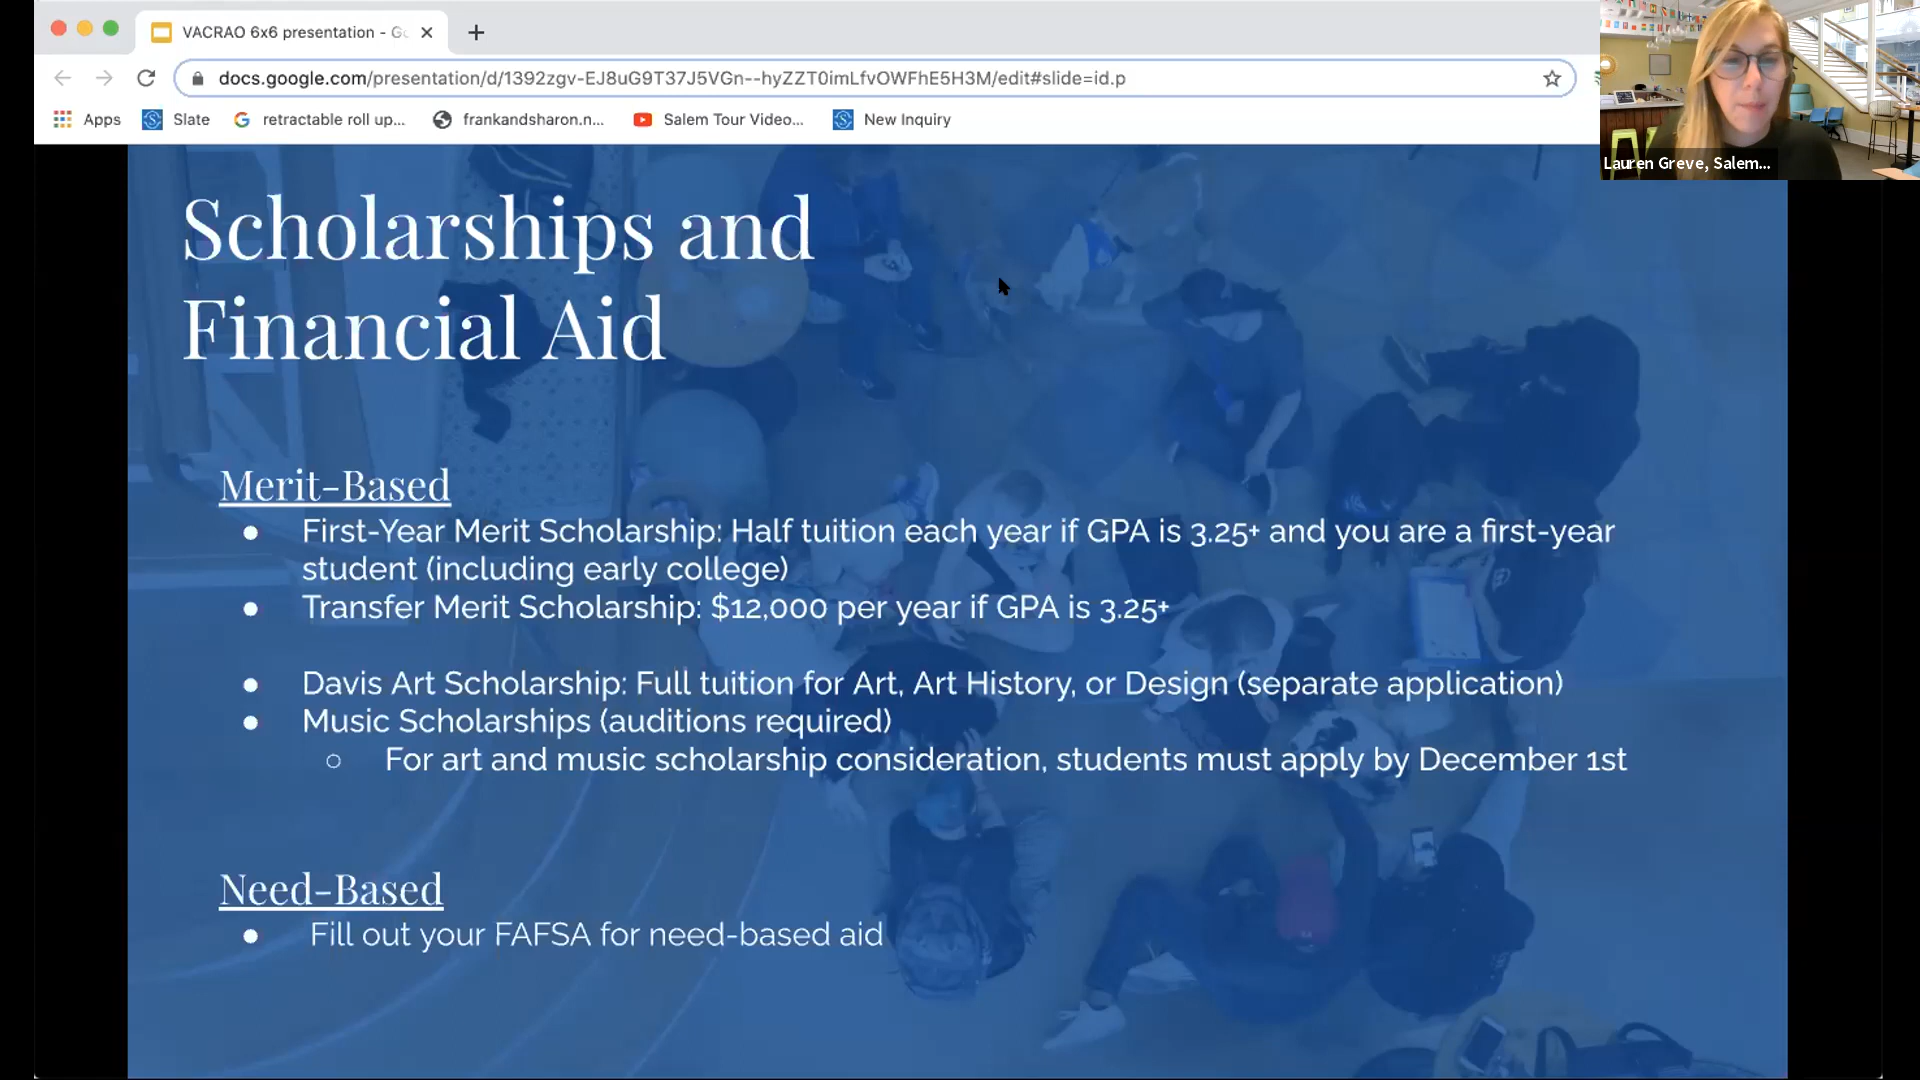 VACRAO 6x6 presentation - Go
docs.google.com/presentation/d/1392zgv-EJ8uG9T37J5VGn--hyZZT0imLfvOWFhE5H3M/edit#slide=id.p
Apps Slate retractable roll up... frankandsharon.n... Salem Tour Video... New Inquiry
Lauren Greve, Salem...
Scholarships and
Financial Aid
Merit-Based
● First-Year Merit Scholarship: Half tuition each year if GPA is 3.25+ and you are a first-year
student (including early college)
● Transfer Merit Scholarship: $12,000 per year if GPA is 3.25+
● Davis Art Scholarship: Full tuition for Art, Art History, or Design (separate application)
● Music Scholarships (auditions required)
○ For art and music scholarship consideration, students must apply by December 1st
Need-Based
● Fill out your FAFSA for need-based aid